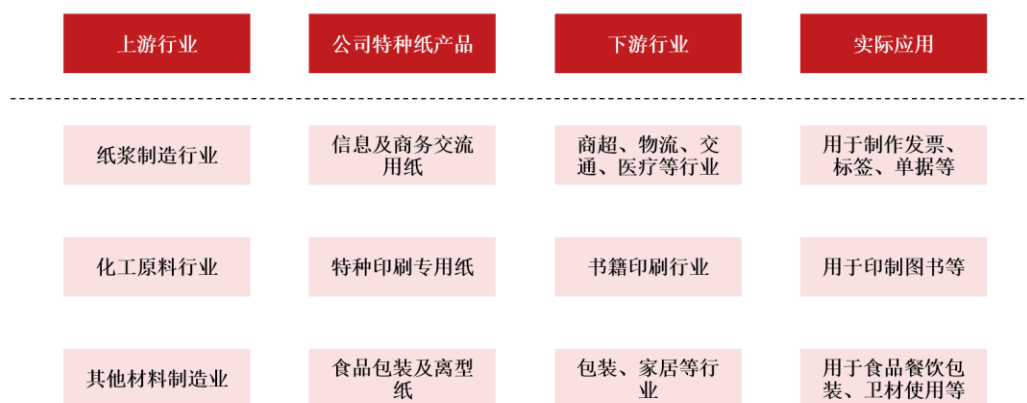 上游行业
公司特种纸产品
下游行业
实际应用
纸浆制造行业
信息及商务交流
用纸
商超、物流、交
通、医疗等行业
用于制作发票、
标签、单据等
化工原料行业
特种印刷专用纸
书籍印刷行业
用于印制图书等
其他材料制造业
食品包装及离型
纸
包装、家居等行
业
用于食品餐饮包
装、卫材使用等